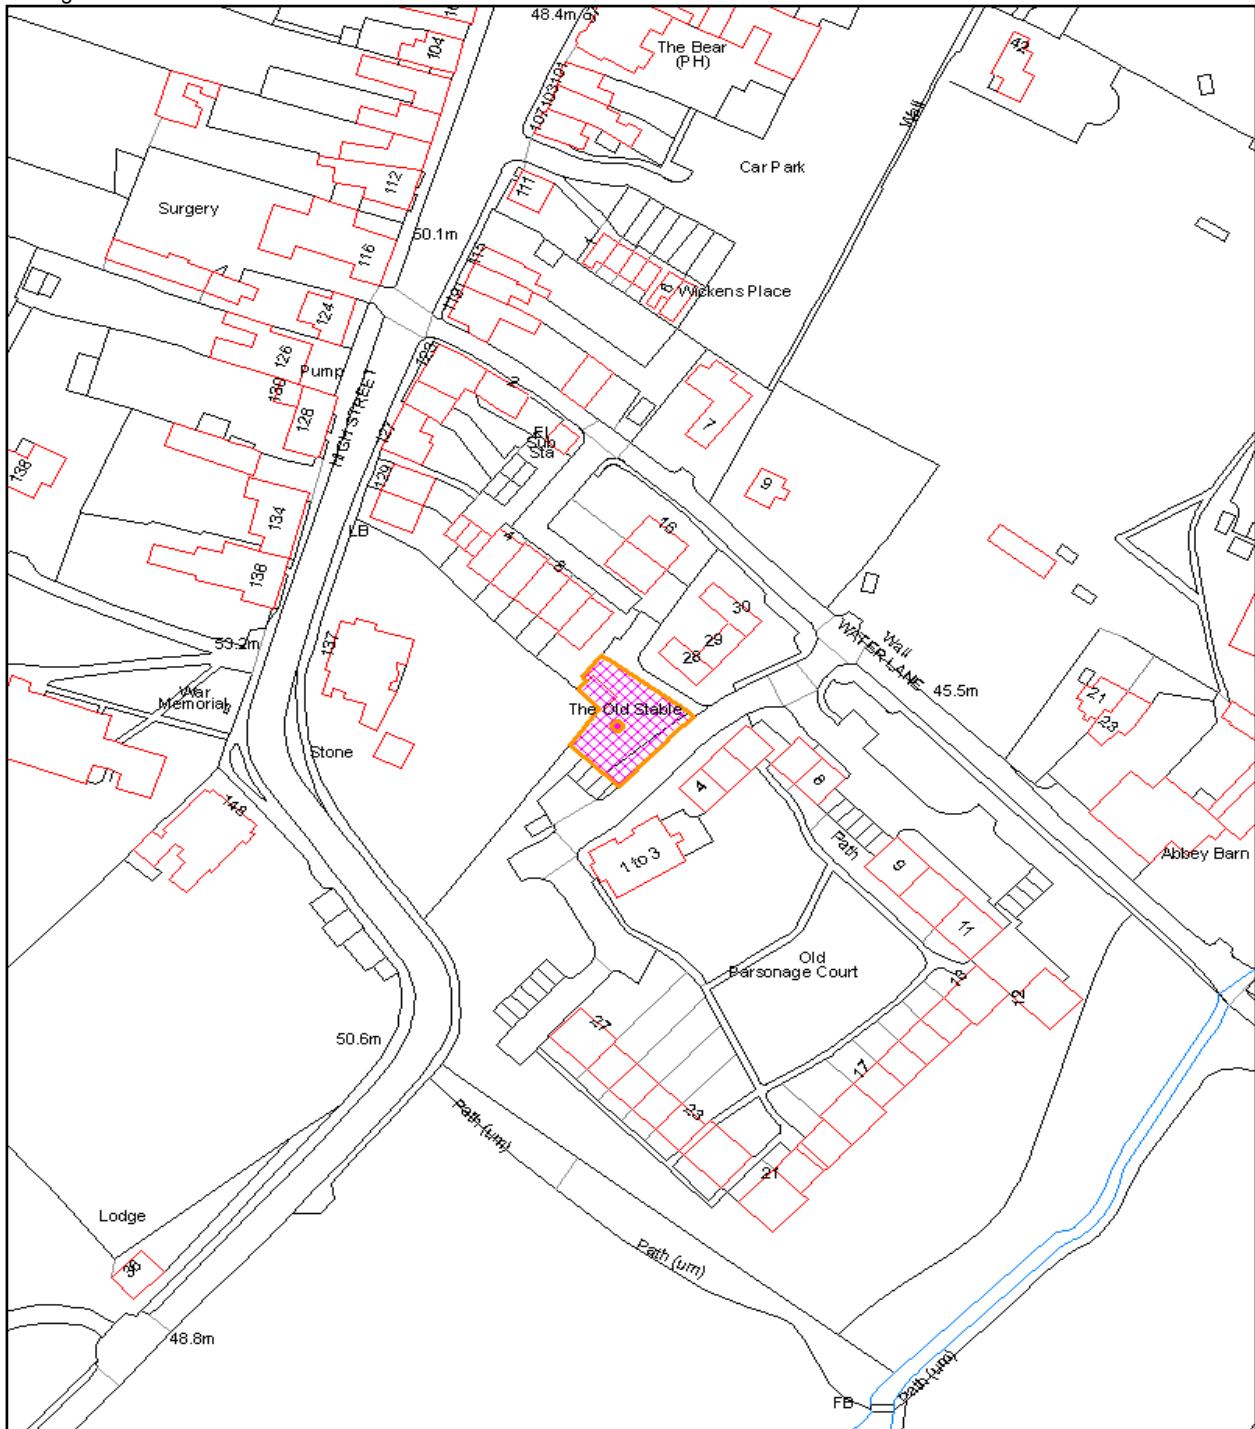 48.4m
104
The Bear
(PH)
42
107
103
101
Wall
Car Park
112
111
Surgery
50.1m
116
115
1
6
Wickens Place
119
124
126
Pump
123
2
130
128
HIGH STREET
127
7
El
Sub
Sta
138
129
9
134
LB
4
16
136
30
137
53.2m
29
28
Wall
WATER LANE
45.5m
War
Memorial
21
23
The Old Stable
Stone
4
8
148
1 to 3
Path
9
Abbey Barn
11
Old
Parsonage Court
13
12
27
50.6m
17
23
Path (um)
21
Lodge
Path (um)
36
48.8m
Path (um)
FB